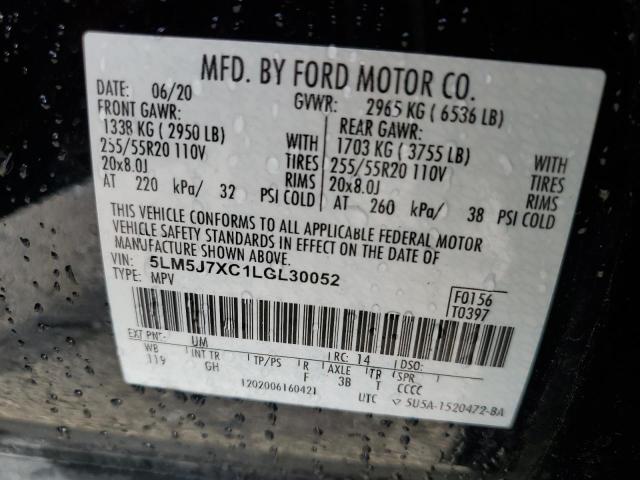 MFD. BY FORD MOTOR CO.
DATE: 06/20 GVWR: 2965 KG ( 6536 LB)
FRONT GAWR: REAR GAWR:
1338 KG ( 2950 LB) WITH 1703 KG ( 3755 LB) WITH
255/55R20 110V TIRES 255/55R20 110V TIRES
20x8.0J RIMS 20x8.0J RIMS
AT 220 kPa/ 32 PSI COLD AT 260 kPa/ 38 PSI COLD
THIS VEHICLE CONFORMS TO ALL APPLICABLE FEDERAL MOTOR
VEHICLE SAFETY STANDARDS IN EFFECT ON THE DATE OF
MANUFACTURE SHOWN ABOVE.
VIN: 5LM5J7XC1LGL30052
TYPE: MPV
F0156
T0397
EXT PNT: UM RC: 14 DSO:
WB INT TR TP/PS R AXLE TR SPR
119 GH F 3B T CCCC
1202006160421 UTC 5U5A-1520472-BA